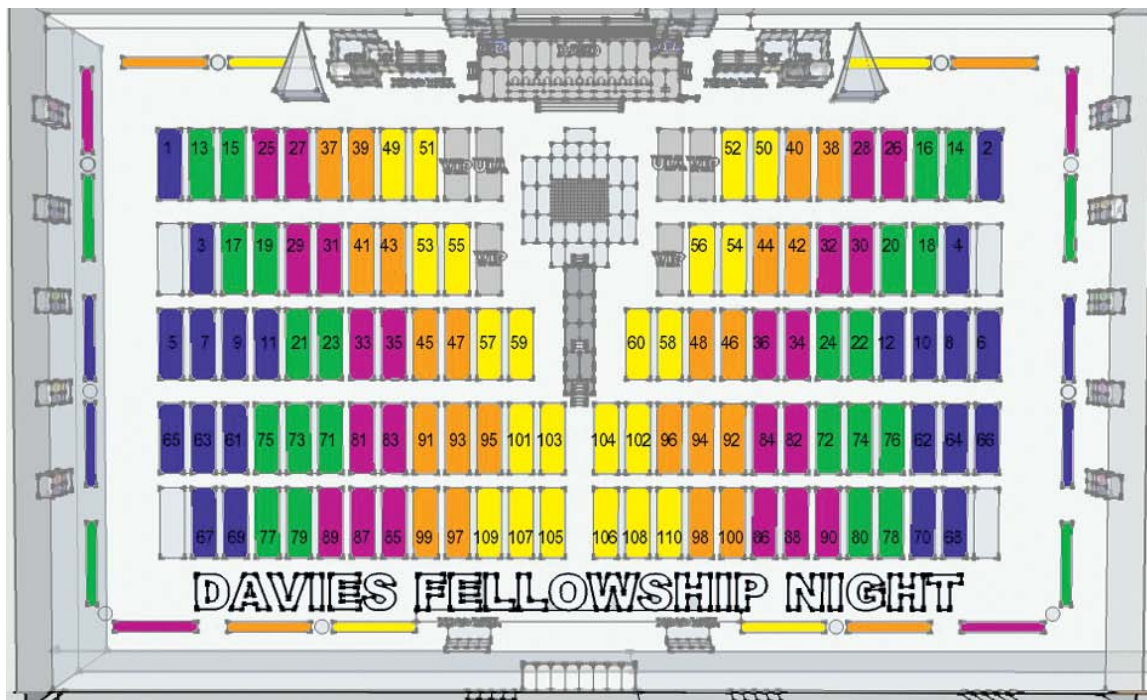 1 13 15 25 27 37 39 49 51 VIP 52 50 40 38 28 26 16 14 2
3 17 19 29 31 41 43 53 55 VIP VIP 56 54 44 42 32 30 20 18 4
5 7 9 11 21 23 33 35 45 47 57 59 60 58 48 46 36 34 24 22 12 10 8 6
65 63 61 75 73 71 81 83 91 93 95 101 103 104 102 96 94 92 84 82 72 74 76 62 64 66
67 69 77 79 89 87 85 99 97 109 107 105 106 108 110 98 100 86 88 90 80 78 70 68
DAVIES FELLOWSHIP NIGHT